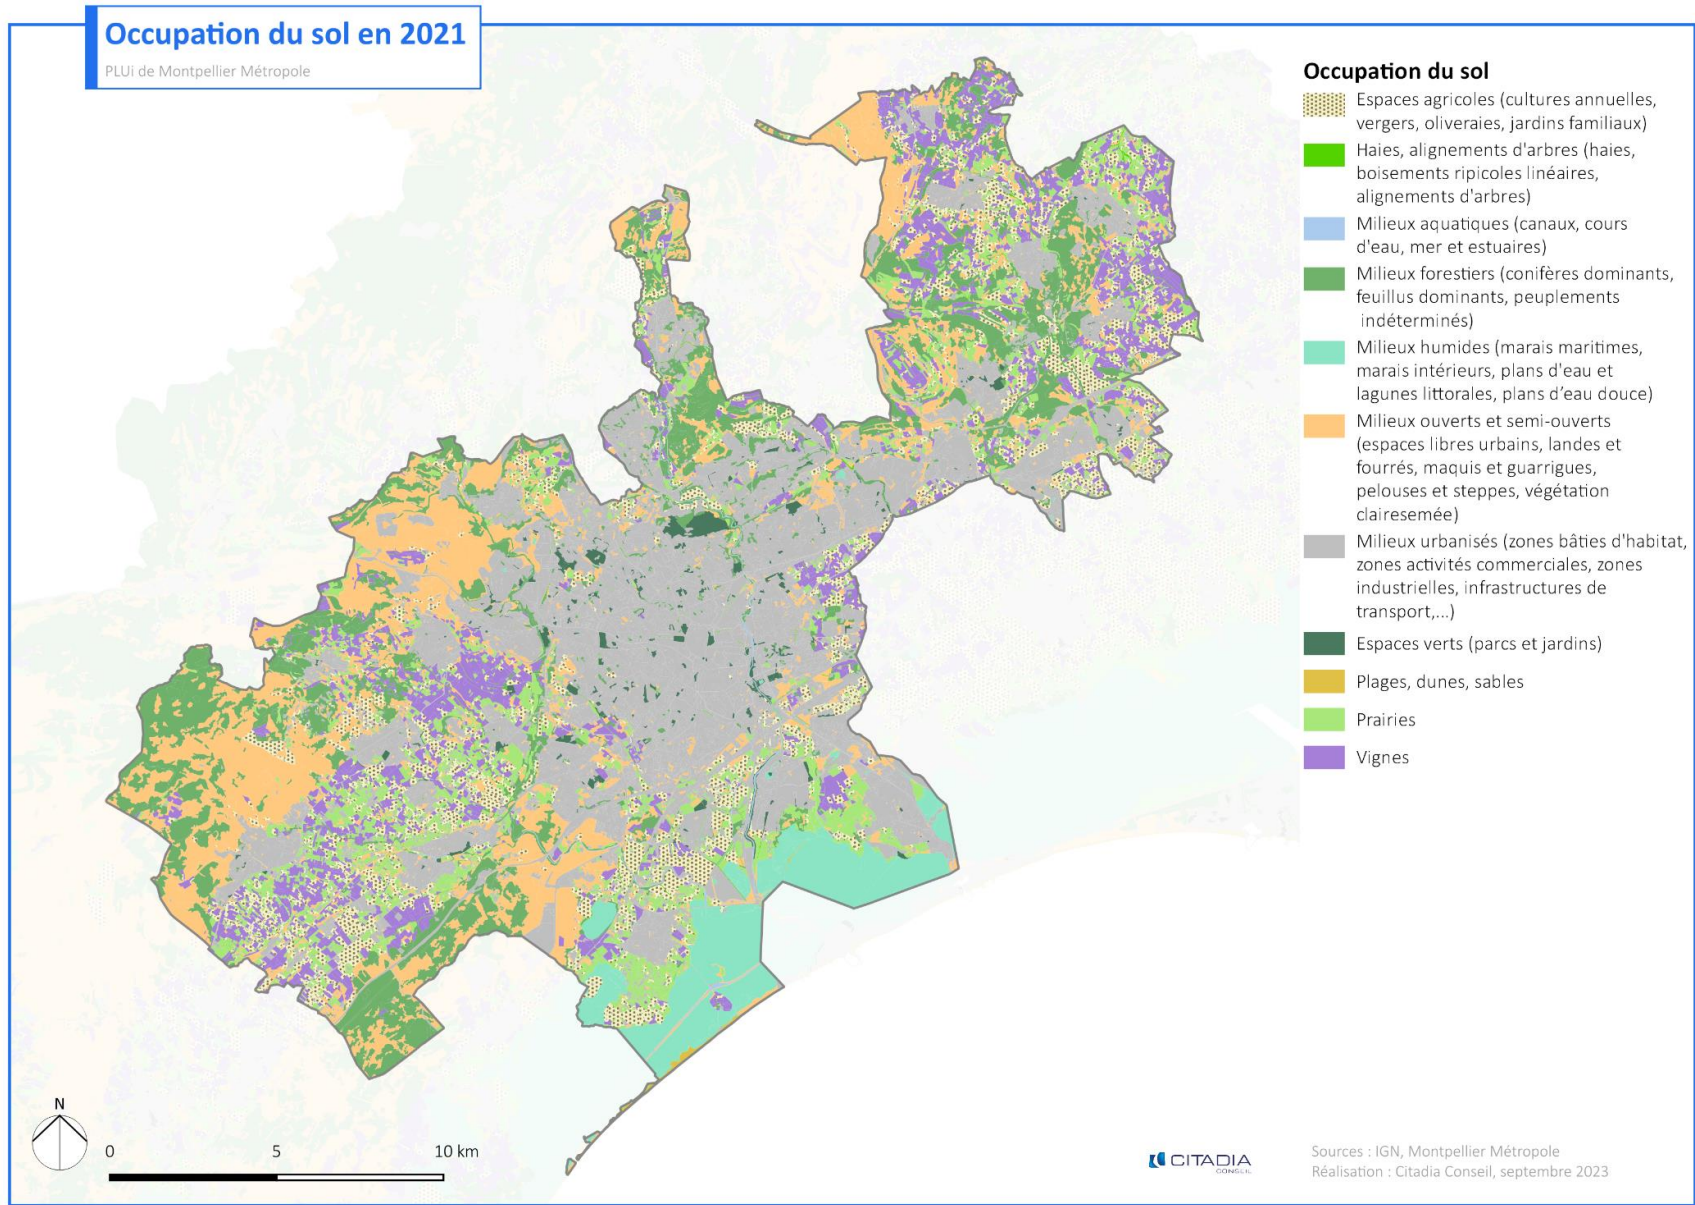 Occupation du sol en 2021
PLUi de Montpellier Métropole
Occupation du sol
Espaces agricoles (cultures annuelles,
vergers, oliveraies, jardins familiaux)
Haies, alignements d'arbres (haies,
boisements ripicoles linéaires,
alignements d'arbres)
Milieux aquatiques (canaux, cours
d'eau, mer et estuaires)
Milieux forestiers (conifères dominants,
feuillus dominants, peuplements
indéterminés)
Milieux humides (marais maritimes,
marais intérieurs, plans d'eau et
lagunes littorales, plans d’eau douce)
Milieux ouverts et semi-ouverts
(espaces libres urbains, landes et
fourrés, maquis et guarrigues,
pelouses et steppes, végétation
clairesemée)
Milieux urbanisés (zones bâties d'habitat,
zones activités commerciales, zones
industrielles, infrastructures de
transport,...)
Espaces verts (parcs et jardins)
Plages, dunes, sables
Prairies
Vignes
N
0 5 10 km
CITADIA
CONSEIL
Sources : IGN, Montpellier Métropole
Réalisation : Citadia Conseil, septembre 2023